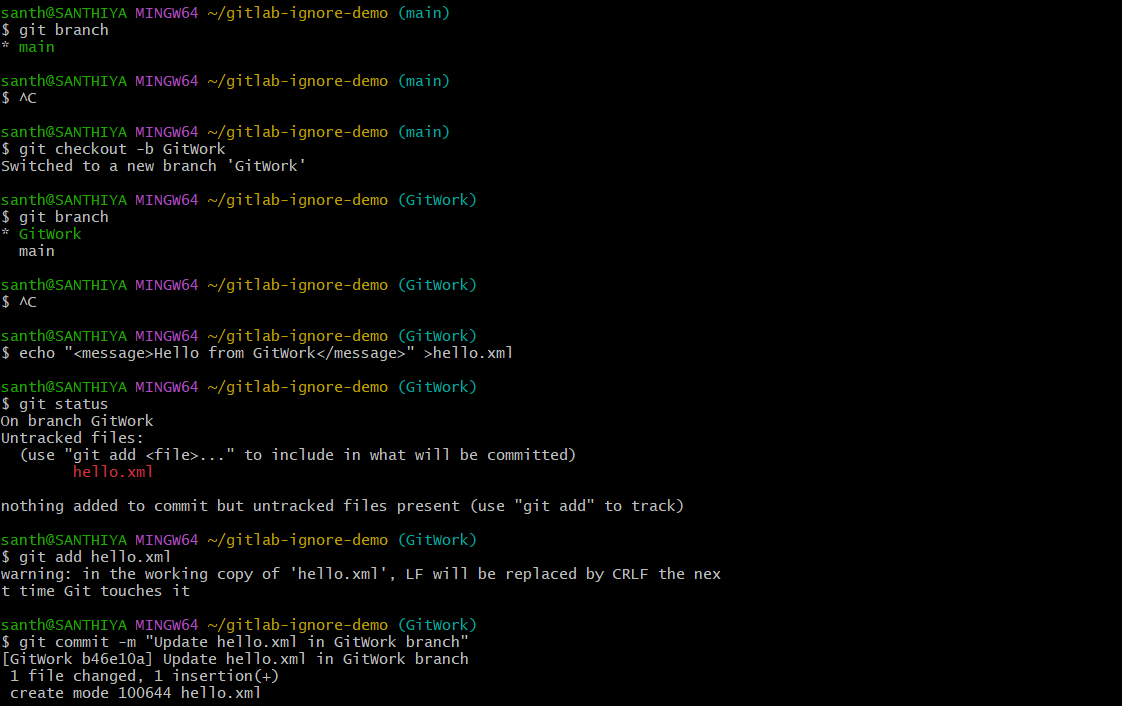 santh@SANTHIYA MINGW64 ~/gitlab-ignore-demo (main)
$ git branch
* main
santh@SANTHIYA MINGW64 ~/gitlab-ignore-demo (main)
$ ^C
santh@SANTHIYA MINGW64 ~/gitlab-ignore-demo (main)
$ git checkout -b GitWork
Switched to a new branch 'GitWork'
santh@SANTHIYA MINGW64 ~/gitlab-ignore-demo (GitWork)
$ git branch
* GitWork
  main
santh@SANTHIYA MINGW64 ~/gitlab-ignore-demo (GitWork)
$ ^C
santh@SANTHIYA MINGW64 ~/gitlab-ignore-demo (GitWork)
$ echo "<message>Hello from GitWork</message>" >hello.xml
santh@SANTHIYA MINGW64 ~/gitlab-ignore-demo (GitWork)
$ git status
On branch GitWork
Untracked files:
  (use "git add <file>..." to include in what will be committed)
        hello.xml
nothing added to commit but untracked files present (use "git add" to track)
santh@SANTHIYA MINGW64 ~/gitlab-ignore-demo (GitWork)
$ git add hello.xml
warning: in the working copy of 'hello.xml', LF will be replaced by CRLF the nex
t time Git touches it
santh@SANTHIYA MINGW64 ~/gitlab-ignore-demo (GitWork)
$ git commit -m "Update hello.xml in GitWork branch"
[GitWork b46e10a] Update hello.xml in GitWork branch
 1 file changed, 1 insertion(+)
 create mode 100644 hello.xml